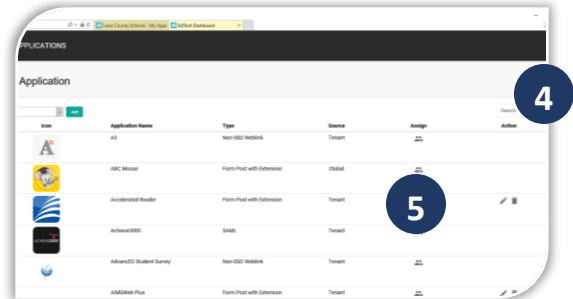 Lake County Schools - My Appl EdTech Dashboard
APPLICATIONS
Application
Add
Search
4
Icon Application Name Type Source Assign Action
A3 Non-SSO Weblink Tenant
ABC Mouse Form Post with Extension Global
Accelerated Reader Form Post with Extension Tenant
5
Achieve3000 SAML Tenant
AdvancED Student Survey Non-SSO Weblink Tenant
AIMSWeb Plus Form Post with Extension Tenant